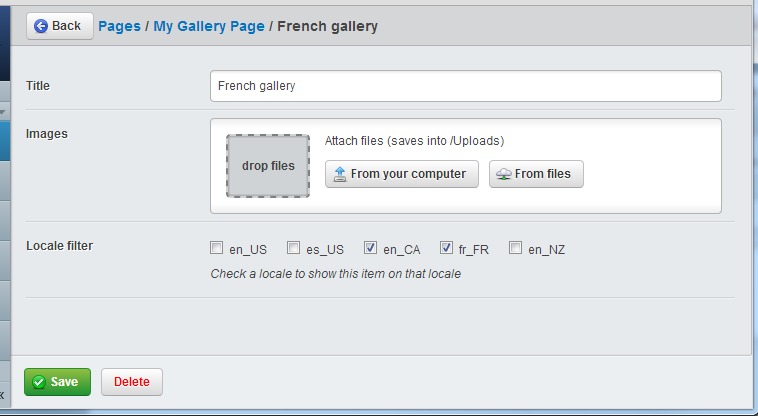 Back Pages / My Gallery Page / French gallery
Title French gallery
Images Attach files (saves into /Uploads)
drop files From your computer From files
Locale filter en_US es_US en_CA fr_FR en_NZ
Check a locale to show this item on that locale
Save Delete